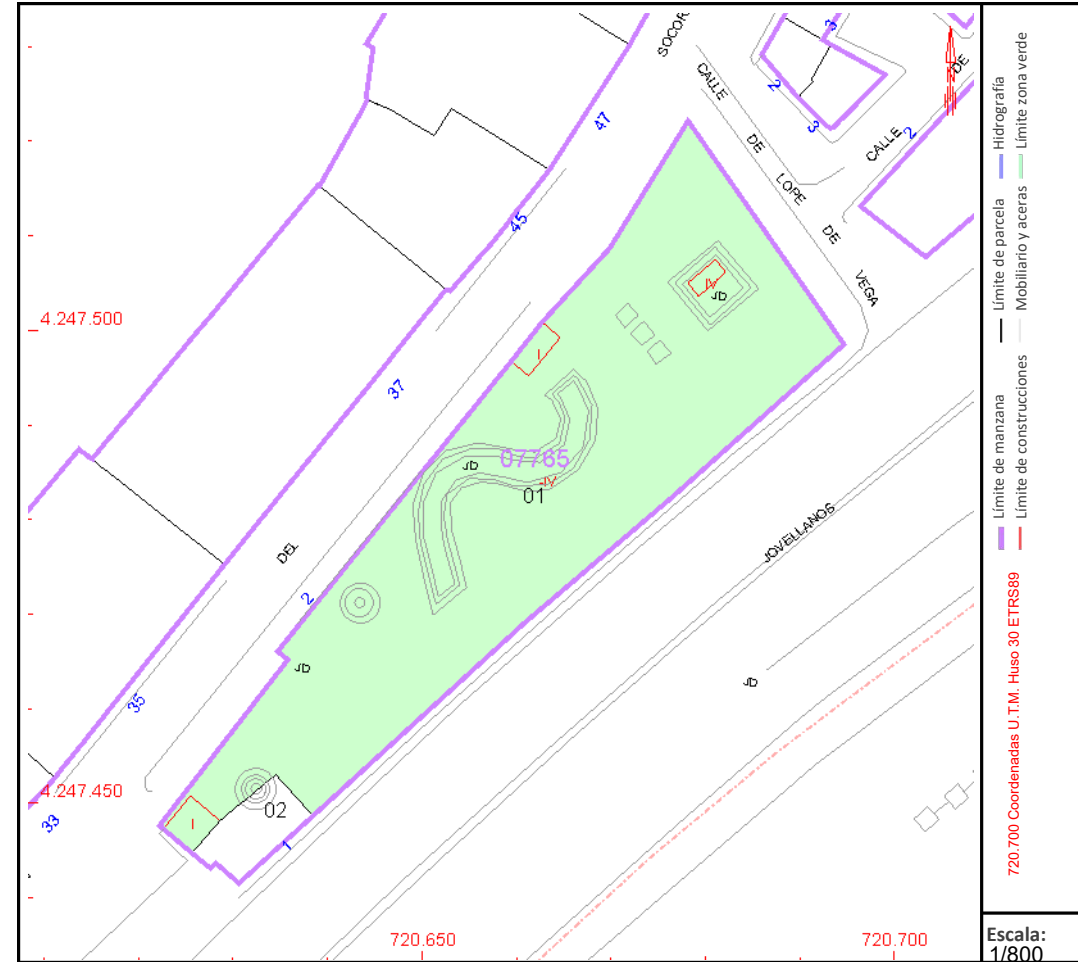 SOCOR
CALLE
DE
LOPE
DE
VEGA
3
2
3
CALLE
DE
2
47
45
4.247.500
37
IV
JD
I
07765
JD
-IV
01
JOVELLANOS
DEL
2
JD
35
JD
4.247.450
33
I
02
1
720.650
720.700
Límite de manzana
Límite de construcciones
Límite de parcela
Mobiliario y aceras
Hidrografía
Límite zona verde
720.700 Coordenadas U.T.M. Huso 30 ETRS89
Escala:
1/800